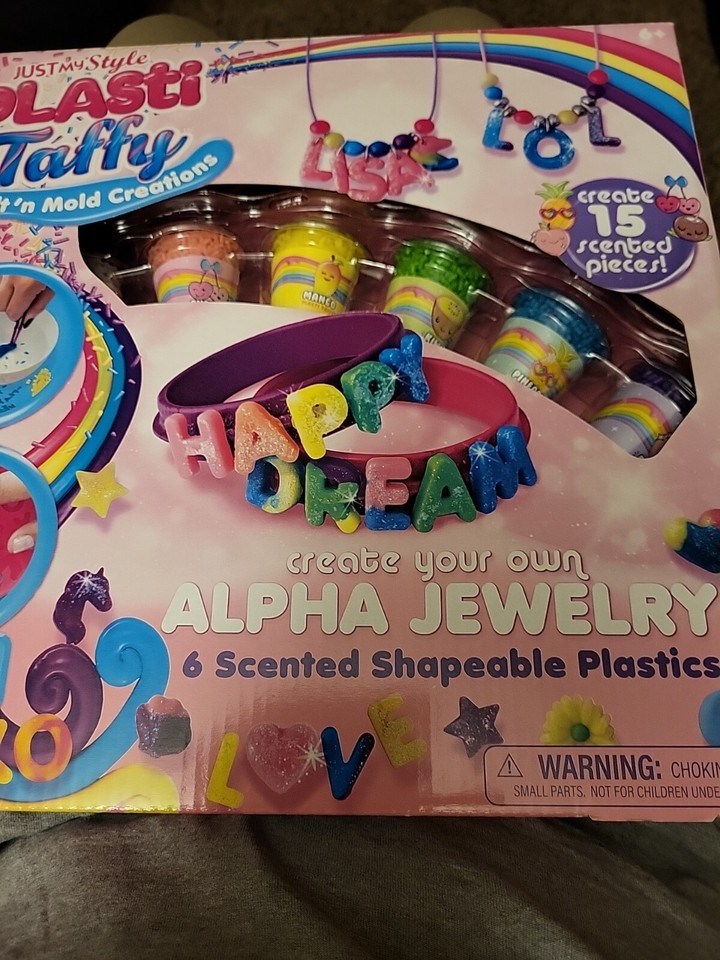 JUST MY Style
PLASTi
Taffy
t 'n Mold Creations
6+
LISA
LOL
create
15
scented
pieces!
MANGO
HAPPY
DREAM
create your own
ALPHA JEWELRY
6 Scented Shapeable Plastics
XO
LOVE
WARNING: CHOKIN
SMALL PARTS. NOT FOR CHILDREN UNDE